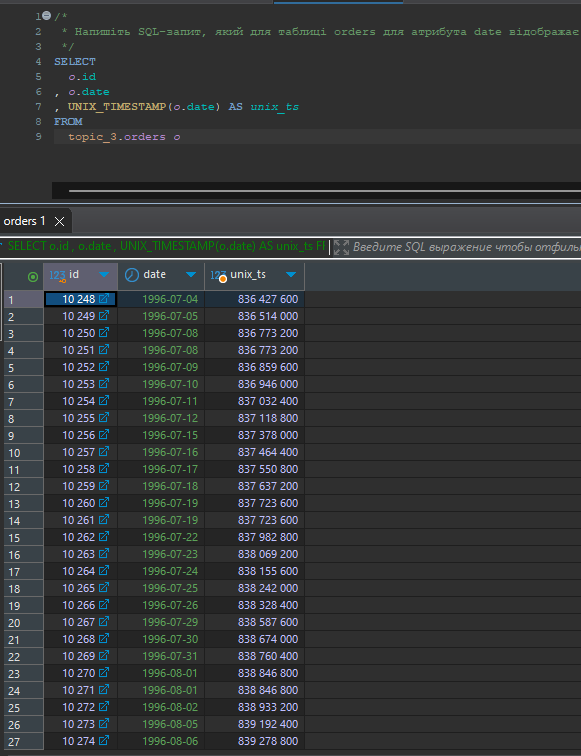 1 /*
2 * Напишіть SQL-запит, який для таблиці orders для атрибута date відображає
3 */
4 SELECT
5 o.id
6 , o.date
7 , UNIX_TIMESTAMP(o.date) AS unix_ts
8 FROM
9 topic_3.orders o
orders 1
SELECT o.id , o.date , UNIX_TIMESTAMP(o.date) AS unix_ts Введите SQL выражение чтобы отфильт
123 id date 123 unix_ts
1 10 248 1996-07-04 836 427 600
2 10 249 1996-07-05 836 514 000
3 10 250 1996-07-08 836 773 200
4 10 251 1996-07-08 836 773 200
5 10 252 1996-07-09 836 859 600
6 10 253 1996-07-10 836 946 000
7 10 254 1996-07-11 837 032 400
8 10 255 1996-07-12 837 118 800
9 10 256 1996-07-15 837 378 000
10 10 257 1996-07-16 837 464 400
11 10 258 1996-07-17 837 550 800
12 10 259 1996-07-18 837 637 200
13 10 260 1996-07-19 837 723 600
14 10 261 1996-07-19 837 723 600
15 10 262 1996-07-22 837 982 800
16 10 263 1996-07-23 838 069 200
17 10 264 1996-07-24 838 155 600
18 10 265 1996-07-25 838 242 000
19 10 266 1996-07-26 838 328 400
20 10 267 1996-07-29 838 587 600
21 10 268 1996-07-30 838 674 000
22 10 269 1996-07-31 838 760 400
23 10 270 1996-08-01 838 846 800
24 10 271 1996-08-01 838 846 800
25 10 272 1996-08-02 838 933 200
26 10 273 1996-08-05 839 192 400
27 10 274 1996-08-06 839 278 800